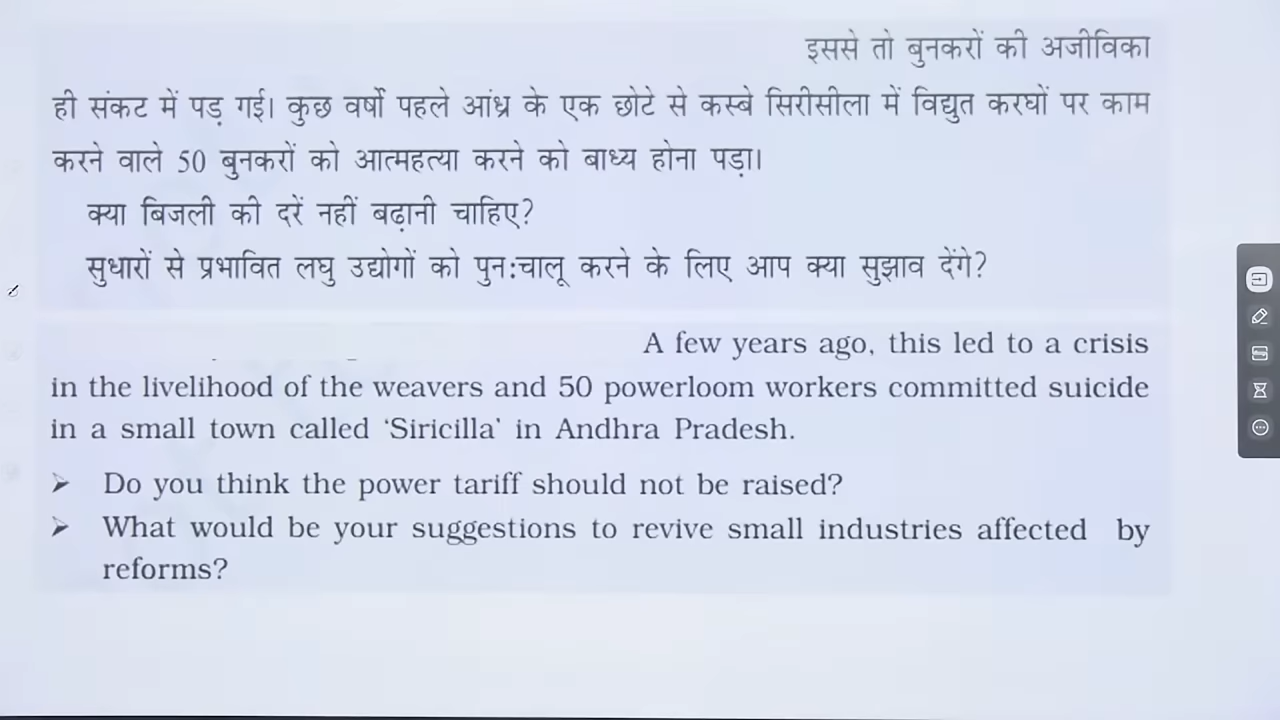 इससे तो बुनकरों की अजीविका
ही संकट में पड़ गई। कुछ वर्षो पहले आंध्र के एक छोटे से कस्बे सिरीसीला में विद्युत करघों पर काम
करने वाले 50 बुनकरों को आत्महत्या करने को बाध्य होना पड़ा।
क्या बिजली की दरें नहीं बढ़ानी चाहिए?
सुधारों से प्रभावित लघु उद्योगों को पुन:चालू करने के लिए आप क्या सुझाव देंगे?
A few years ago, this led to a crisis
in the livelihood of the weavers and 50 powerloom workers committed suicide
in a small town called ‘Siricilla’ in Andhra Pradesh.
➢ Do you think the power tariff should not be raised?
➢ What would be your suggestions to revive small industries affected by
reforms?